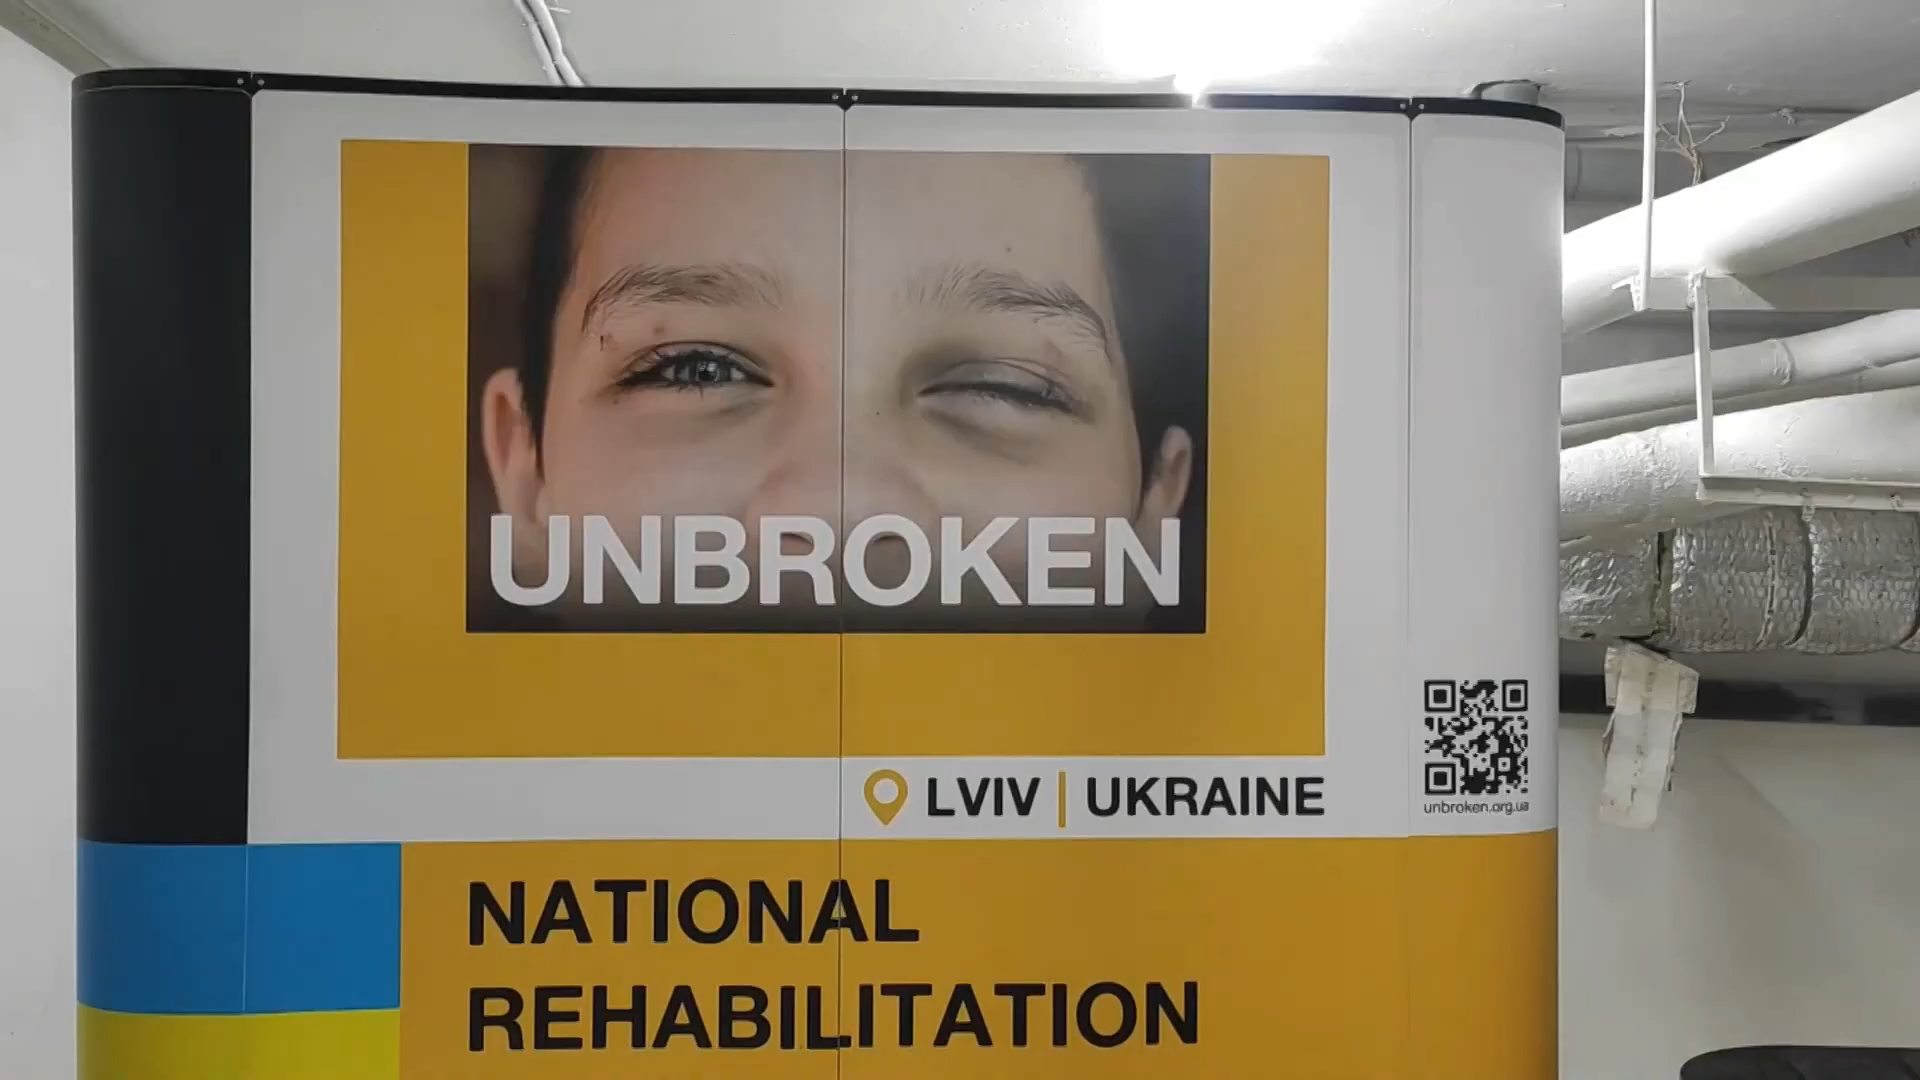 UNBROKEN
LVIV | UKRAINE
unbroken.org.ua
NATIONAL
REHABILITATION